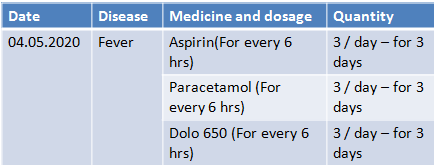 Date Disease Medicine and dosage Quantity
04.05.2020 Fever Aspirin(For every 6 3 / day – for 3
hrs) days
Paracetamol (For 3 / day – for 3
every 6 hrs) days
Dolo 650 (For every 6 3 / day – for 3
hrs) days